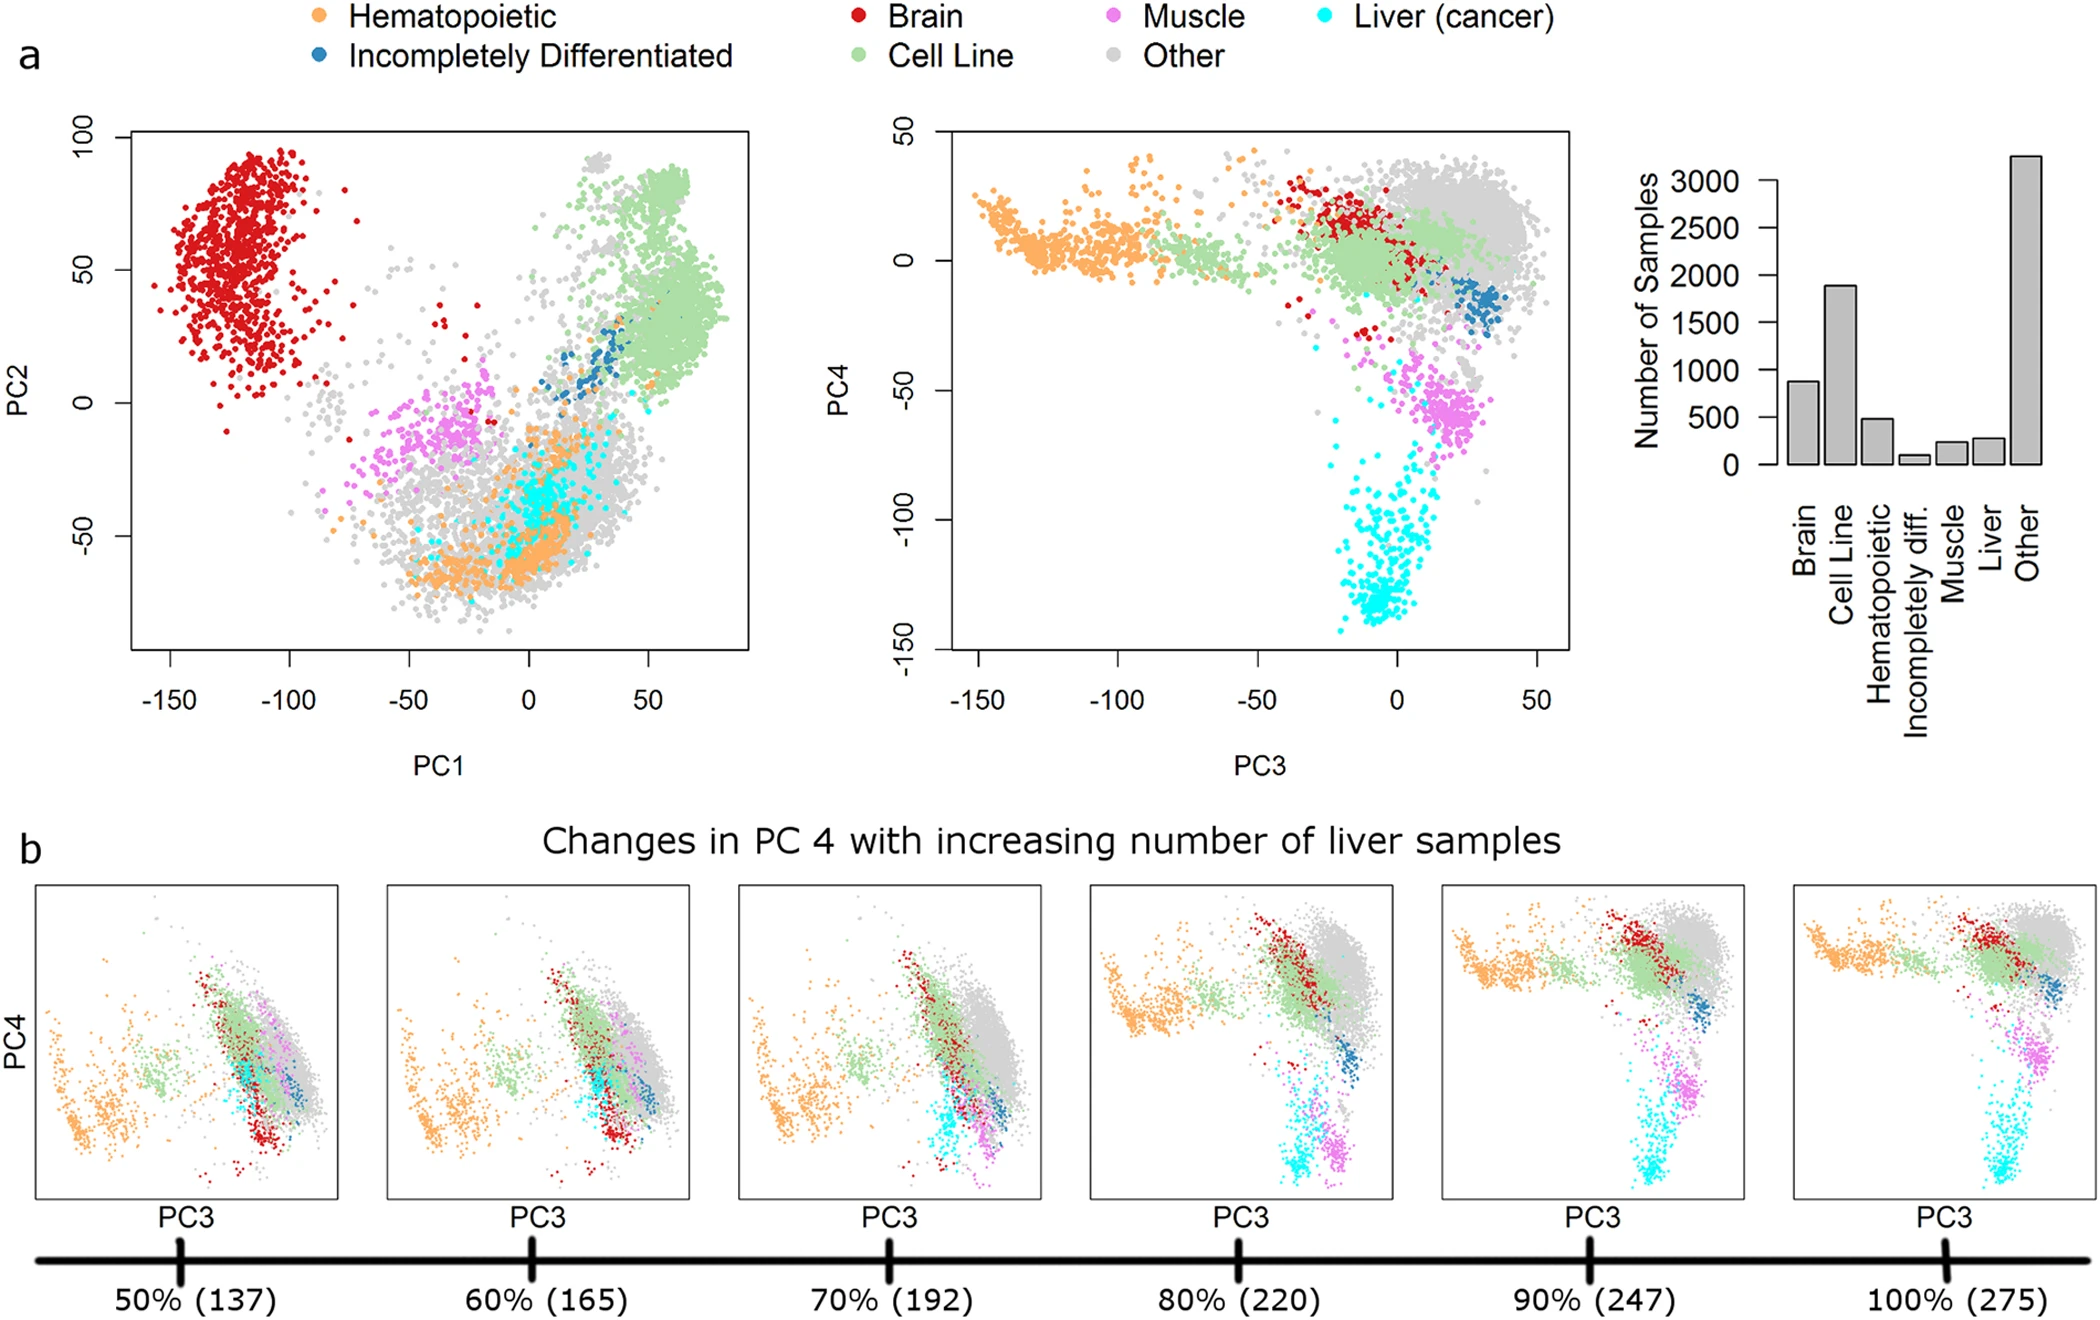 a
Hematopoietic
Brain
Muscle
Liver (cancer)
Incompletely Differentiated
Cell Line
Other
PC2
100
50
0
-50
-150
-100
-50
0
50
PC1
PC4
50
0
-50
-100
-150
-150
-100
-50
0
50
PC3
Number of Samples
3000
2500
2000
1500
1000
500
0
Brain
Cell Line
Hematopoietic
Incompletely diff.
Muscle
Liver
Other
b
Changes in PC 4 with increasing number of liver samples
PC4
PC3
PC3
PC3
PC3
PC3
PC3
50% (137)
60% (165)
70% (192)
80% (220)
90% (247)
100% (275)